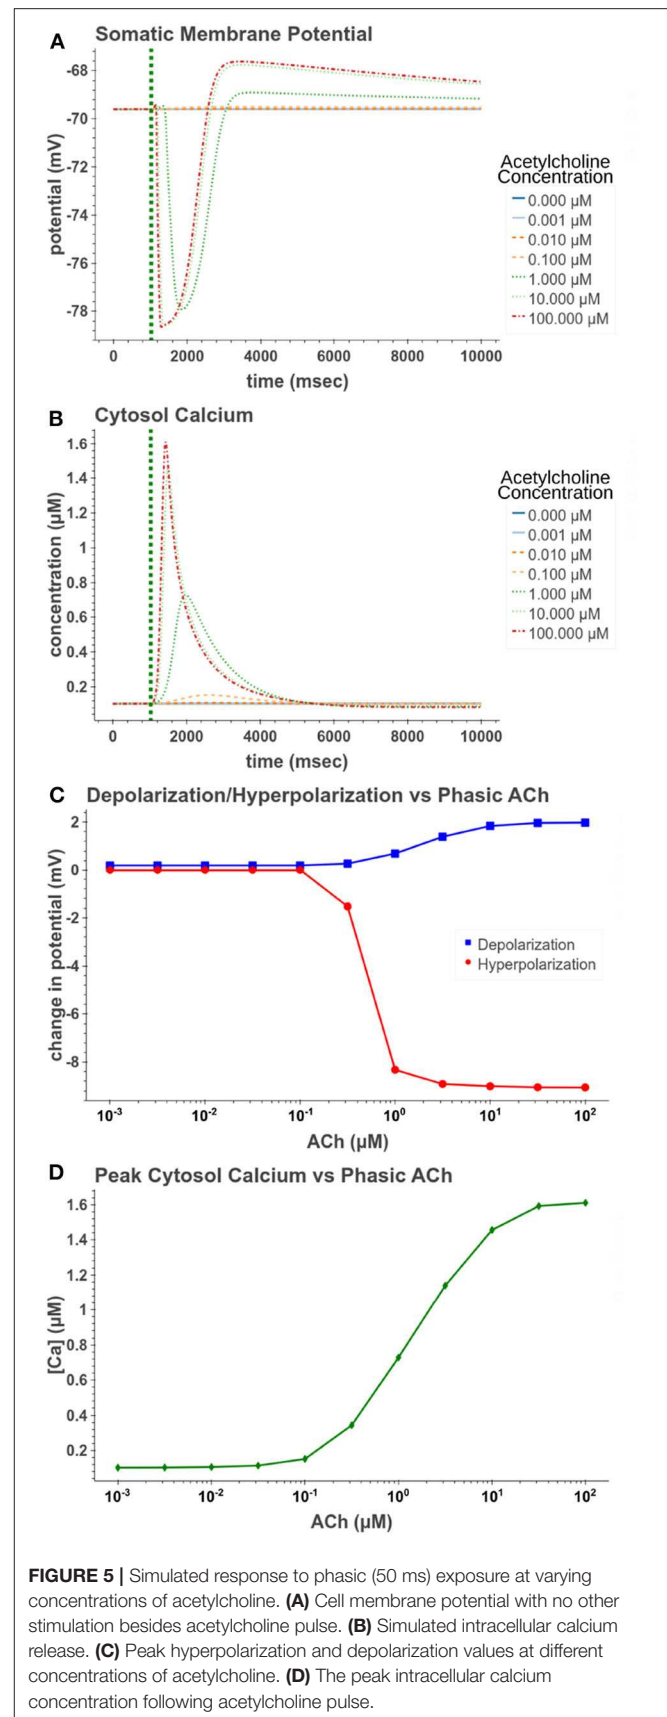 A Somatic Membrane Potential
-68
-70
-72
-74
-76
-78
potential (mV)
0 2000 4000 6000 8000 10000
time (msec)
Acetylcholine
Concentration
0.000 µM
0.001 µM
0.010 µM
0.100 µM
1.000 µM
10.000 µM
100.000 µM
B Cytosol Calcium
1.6
1.4
1.2
1
0.8
0.6
0.4
0.2
concentration (µM)
0 2000 4000 6000 8000 10000
time (msec)
Acetylcholine
Concentration
0.000 µM
0.001 µM
0.010 µM
0.100 µM
1.000 µM
10.000 µM
100.000 µM
C Depolarization/Hyperpolarization vs Phasic ACh
2
0
-2
-4
-6
-8
change in potential (mV)
Depolarization
Hyperpolarization
10⁻³ 10⁻² 10⁻¹ 10⁰ 10¹ 10²
ACh (µM)
D Peak Cytosol Calcium vs Phasic ACh
1.6
1.4
1.2
1
0.8
0.6
0.4
0.2
[Ca] (µM)
10⁻³ 10⁻² 10⁻¹ 10⁰ 10¹ 10²
ACh (µM)
FIGURE 5 | Simulated response to phasic (50 ms) exposure at varying
concentrations of acetylcholine. (A) Cell membrane potential with no other
stimulation besides acetylcholine pulse. (B) Simulated intracellular calcium
release. (C) Peak hyperpolarization and depolarization values at different
concentrations of acetylcholine. (D) The peak intracellular calcium
concentration following acetylcholine pulse.